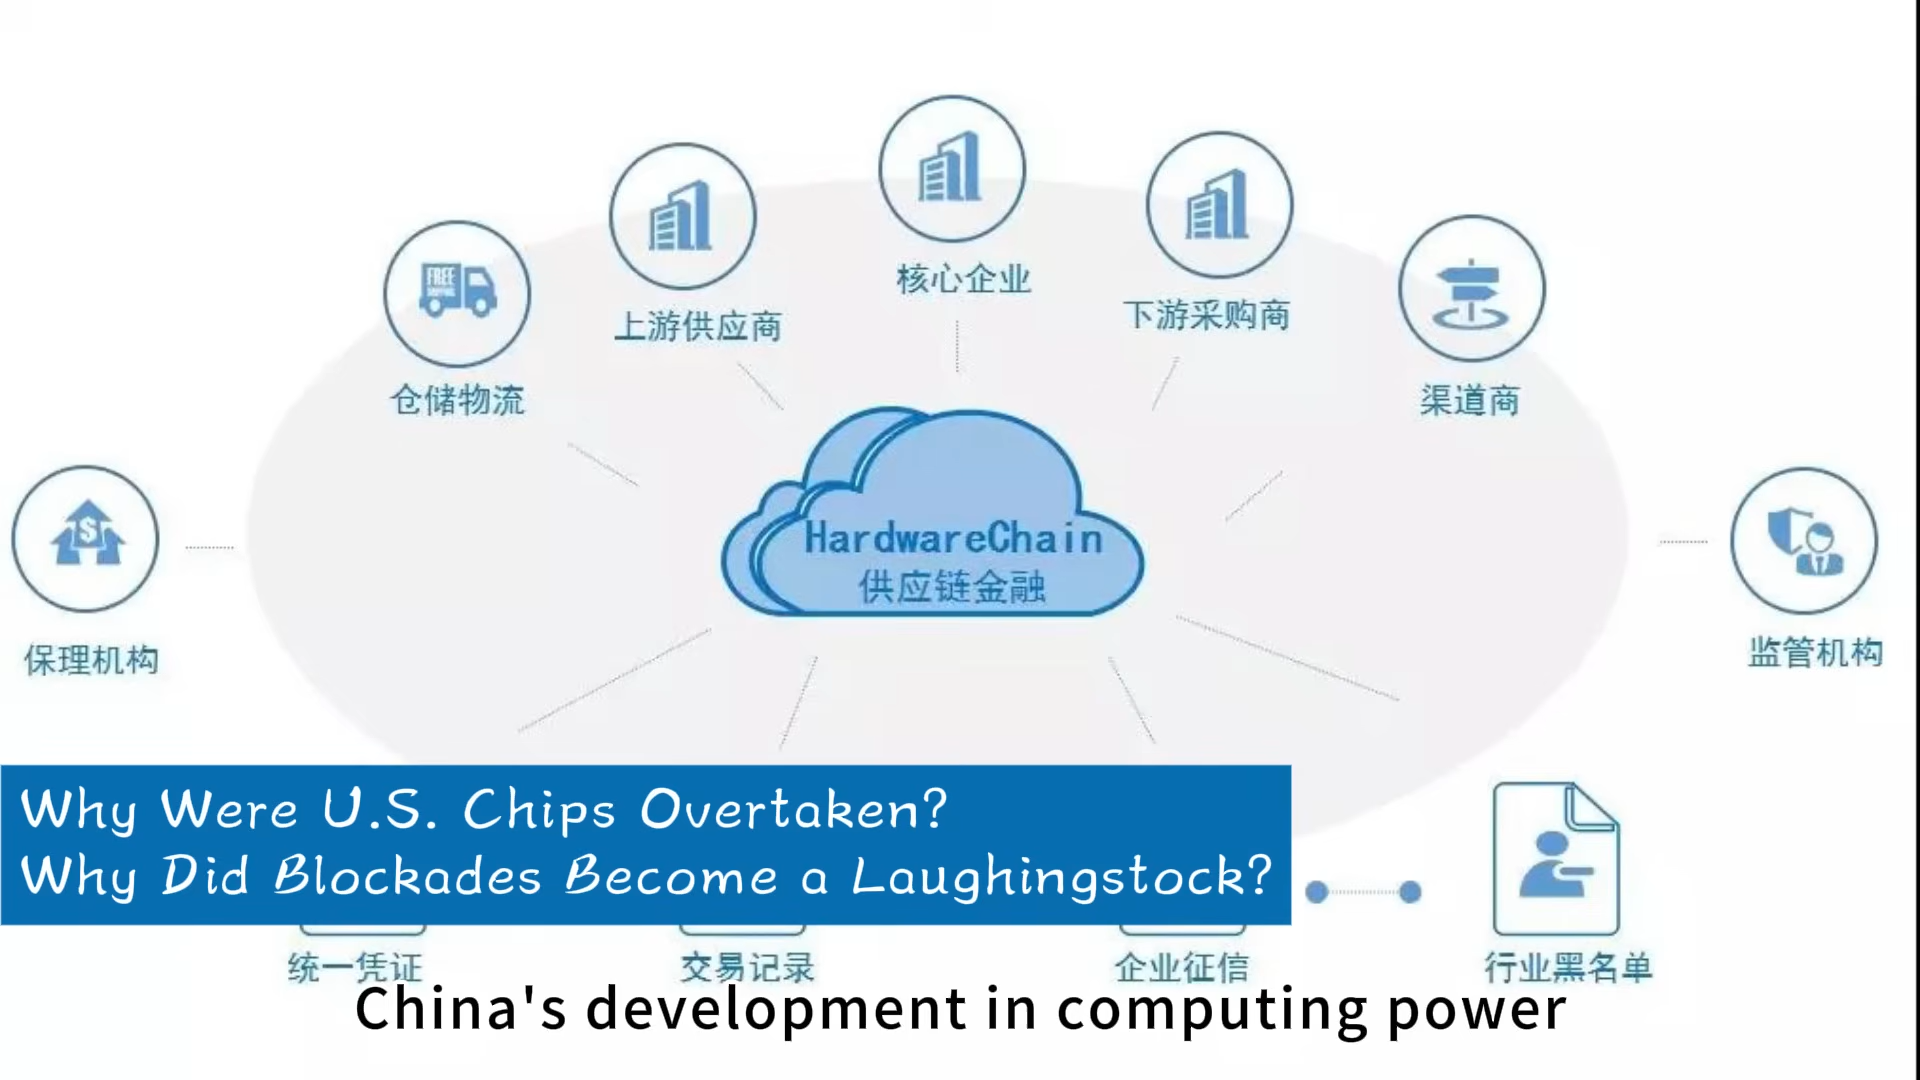 核心企业
上游供应商
下游采购商
FREE
仓储物流
渠道商
HardwareChain
供应链金融
$
保理机构
监管机构
Why Were U.S. Chips Overtaken?
Why Did Blockades Become a Laughingstock?
统一凭证
交易记录
企业征信
行业黑名单
China's development in computing power